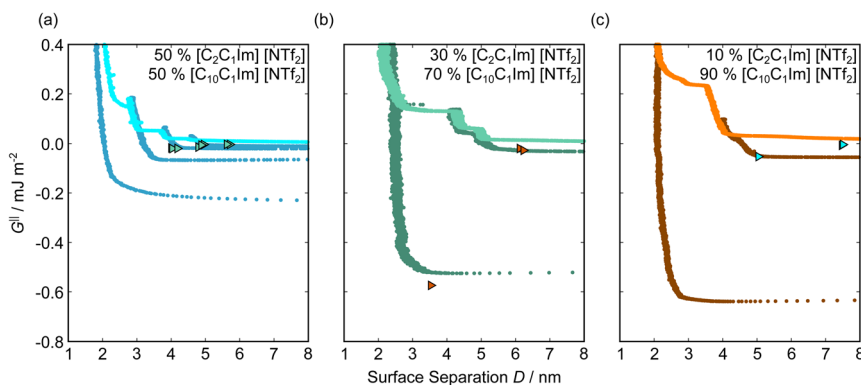 (a)
(b)
(c)
50 % [C₂C₁Im] [NTf₂]
50 % [C₁₀C₁Im] [NTf₂]
30 % [C₂C₁Im] [NTf₂]
70 % [C₁₀C₁Im] [NTf₂]
10 % [C₂C₁Im] [NTf₂]
90 % [C₁₀C₁Im] [NTf₂]
G^|| / mJ m⁻²
0.4
0.2
0.0
-0.2
-0.4
-0.6
-0.8
1 2 3 4 5 6 7 8
1 2 3 4 5 6 7 8
1 2 3 4 5 6 7 8
Surface Separation D / nm